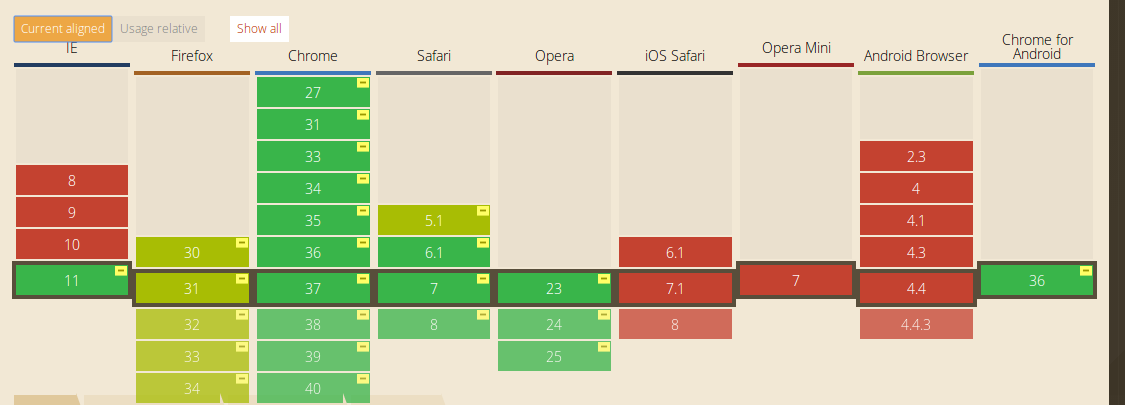 Current aligned Usage relative Show all
IE Firefox Chrome Safari Opera iOS Safari Opera Mini Android Browser Chrome for Android
27
31
33 2.3
8 34 4
9 35 5.1 4.1
10 30 36 6.1 6.1 4.3
11 31 37 7 23 7.1 7 4.4 36
32 38 8 24 8 4.4.3
33 39 25
34 40